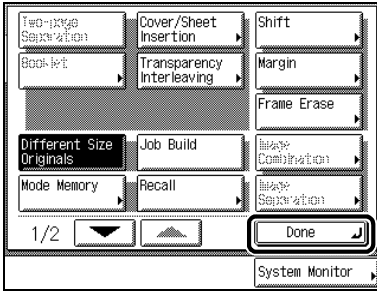 Two-page
Separation
Cover/Sheet
Insertion
Shift
Booklet
Transparency
Interleaving
Margin
Frame Erase
Different Size
Originals
Job Build
Image
Combination
Mode Memory
Recall
Image
Separation
1/2
Done
System Monitor